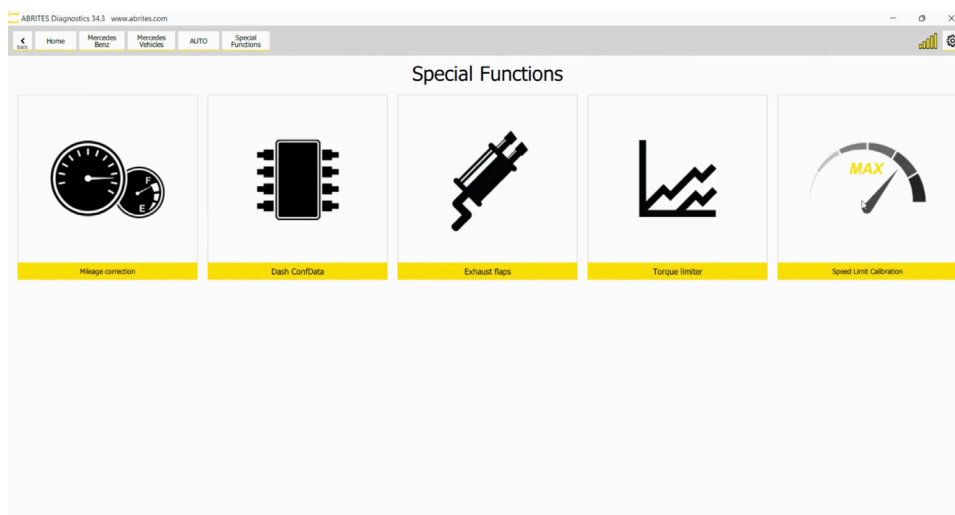 ABRITES Diagnostics 34.3 www.abrites.com
back
Home
Mercedes
Benz
Mercedes
Vehicles
AUTO
Special
Functions
Special Functions
F
E
MAX
Mileage correction
Dash ConfData
Exhaust flaps
Torque limiter
Speed Limit Calibration